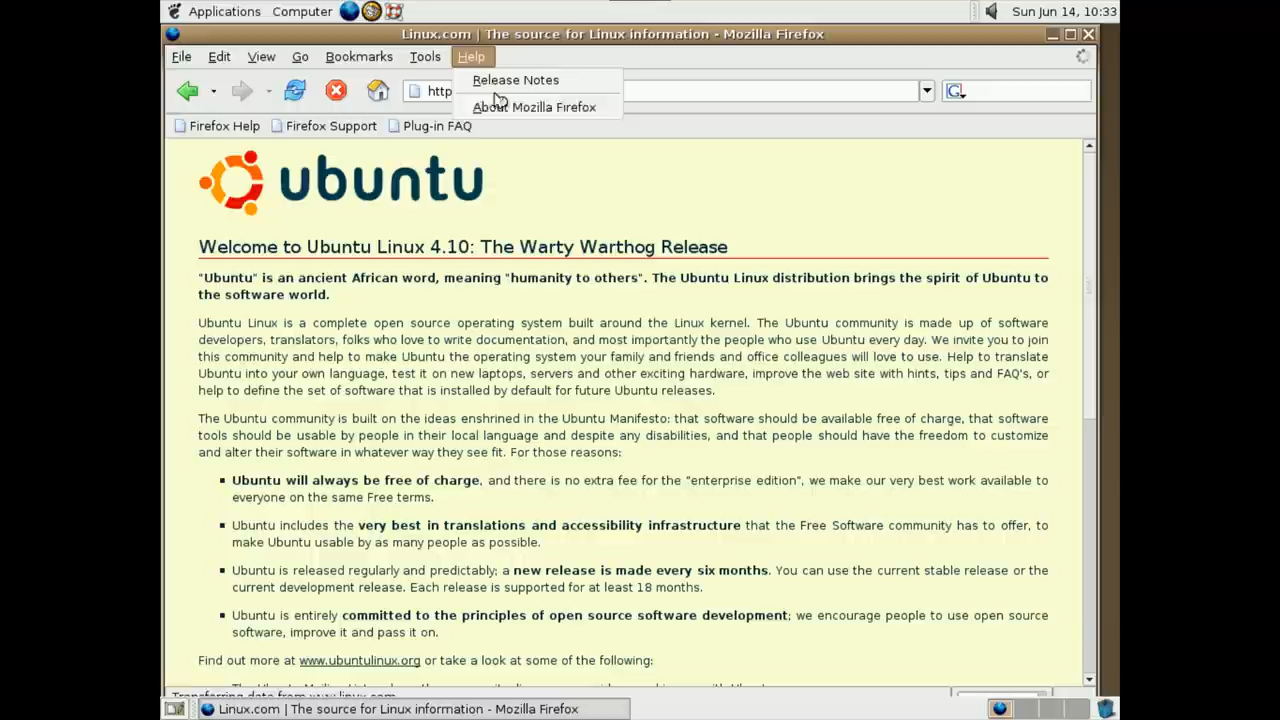 Applications Computer Sun Jun 14, 10:33
Linux.com | The source for Linux information - Mozilla Firefox
File Edit View Go Bookmarks Tools Help
Release Notes
http
About Mozilla Firefox
Firefox Help Firefox Support Plug-in FAQ
ubuntu
Welcome to Ubuntu Linux 4.10: The Warty Warthog Release
"Ubuntu" is an ancient African word, meaning "humanity to others". The Ubuntu Linux distribution brings the spirit of Ubuntu to
the software world.
Ubuntu Linux is a complete open source operating system built around the Linux kernel. The Ubuntu community is made up of software
developers, translators, folks who love to write documentation, and most importantly the people who use Ubuntu every day. We invite you to join
this community and help to make Ubuntu the operating system your family and friends and office colleagues will love to use. Help to translate
Ubuntu into your own language, test it on new laptops, servers and other exciting hardware, improve the web site with hints, tips and FAQ's, or
help to define the set of software that is installed by default for future Ubuntu releases.
The Ubuntu community is built on the ideas enshrined in the Ubuntu Manifesto: that software should be available free of charge, that software
tools should be usable by people in their local language and despite any disabilities, and that people should have the freedom to customize
and alter their software in whatever way they see fit. For those reasons:
Ubuntu will always be free of charge, and there is no extra fee for the "enterprise edition", we make our very best work available to
everyone on the same Free terms.
Ubuntu includes the very best in translations and accessibility infrastructure that the Free Software community has to offer, to
make Ubuntu usable by as many people as possible.
Ubuntu is released regularly and predictably; a new release is made every six months. You can use the current stable release or the
current development release. Each release is supported for at least 18 months.
Ubuntu is entirely committed to the principles of open source software development; we encourage people to use open source
software, improve it and pass it on.
Find out more at www.ubuntulinux.org or take a look at some of the following:
Transferring data from www.linux.com
Linux.com | The source for Linux information - Mozilla Firefox